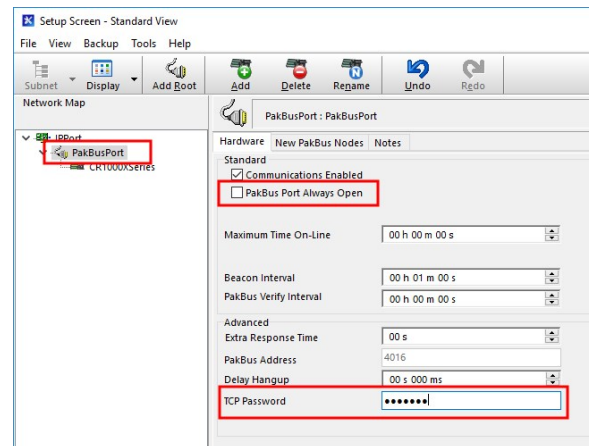 Setup Screen - Standard View
File View Backup Tools Help
Subnet Display Add Root Add Delete Rename Undo Redo
Network Map
PakBusPort : PakBusPort
IPPort
PakBusPort
CR1000XSeries
Hardware New PakBus Nodes Notes
Standard
Communications Enabled
PakBus Port Always Open
Maximum Time On-Line 00 h 00 m 00 s
Beacon Interval 00 h 01 m 00 s
PakBus Verify Interval 00 h 00 m 00 s
Advanced
Extra Response Time 00 s
PakBus Address 4016
Delay Hangup 00 s 000 ms
TCP Password •••••••